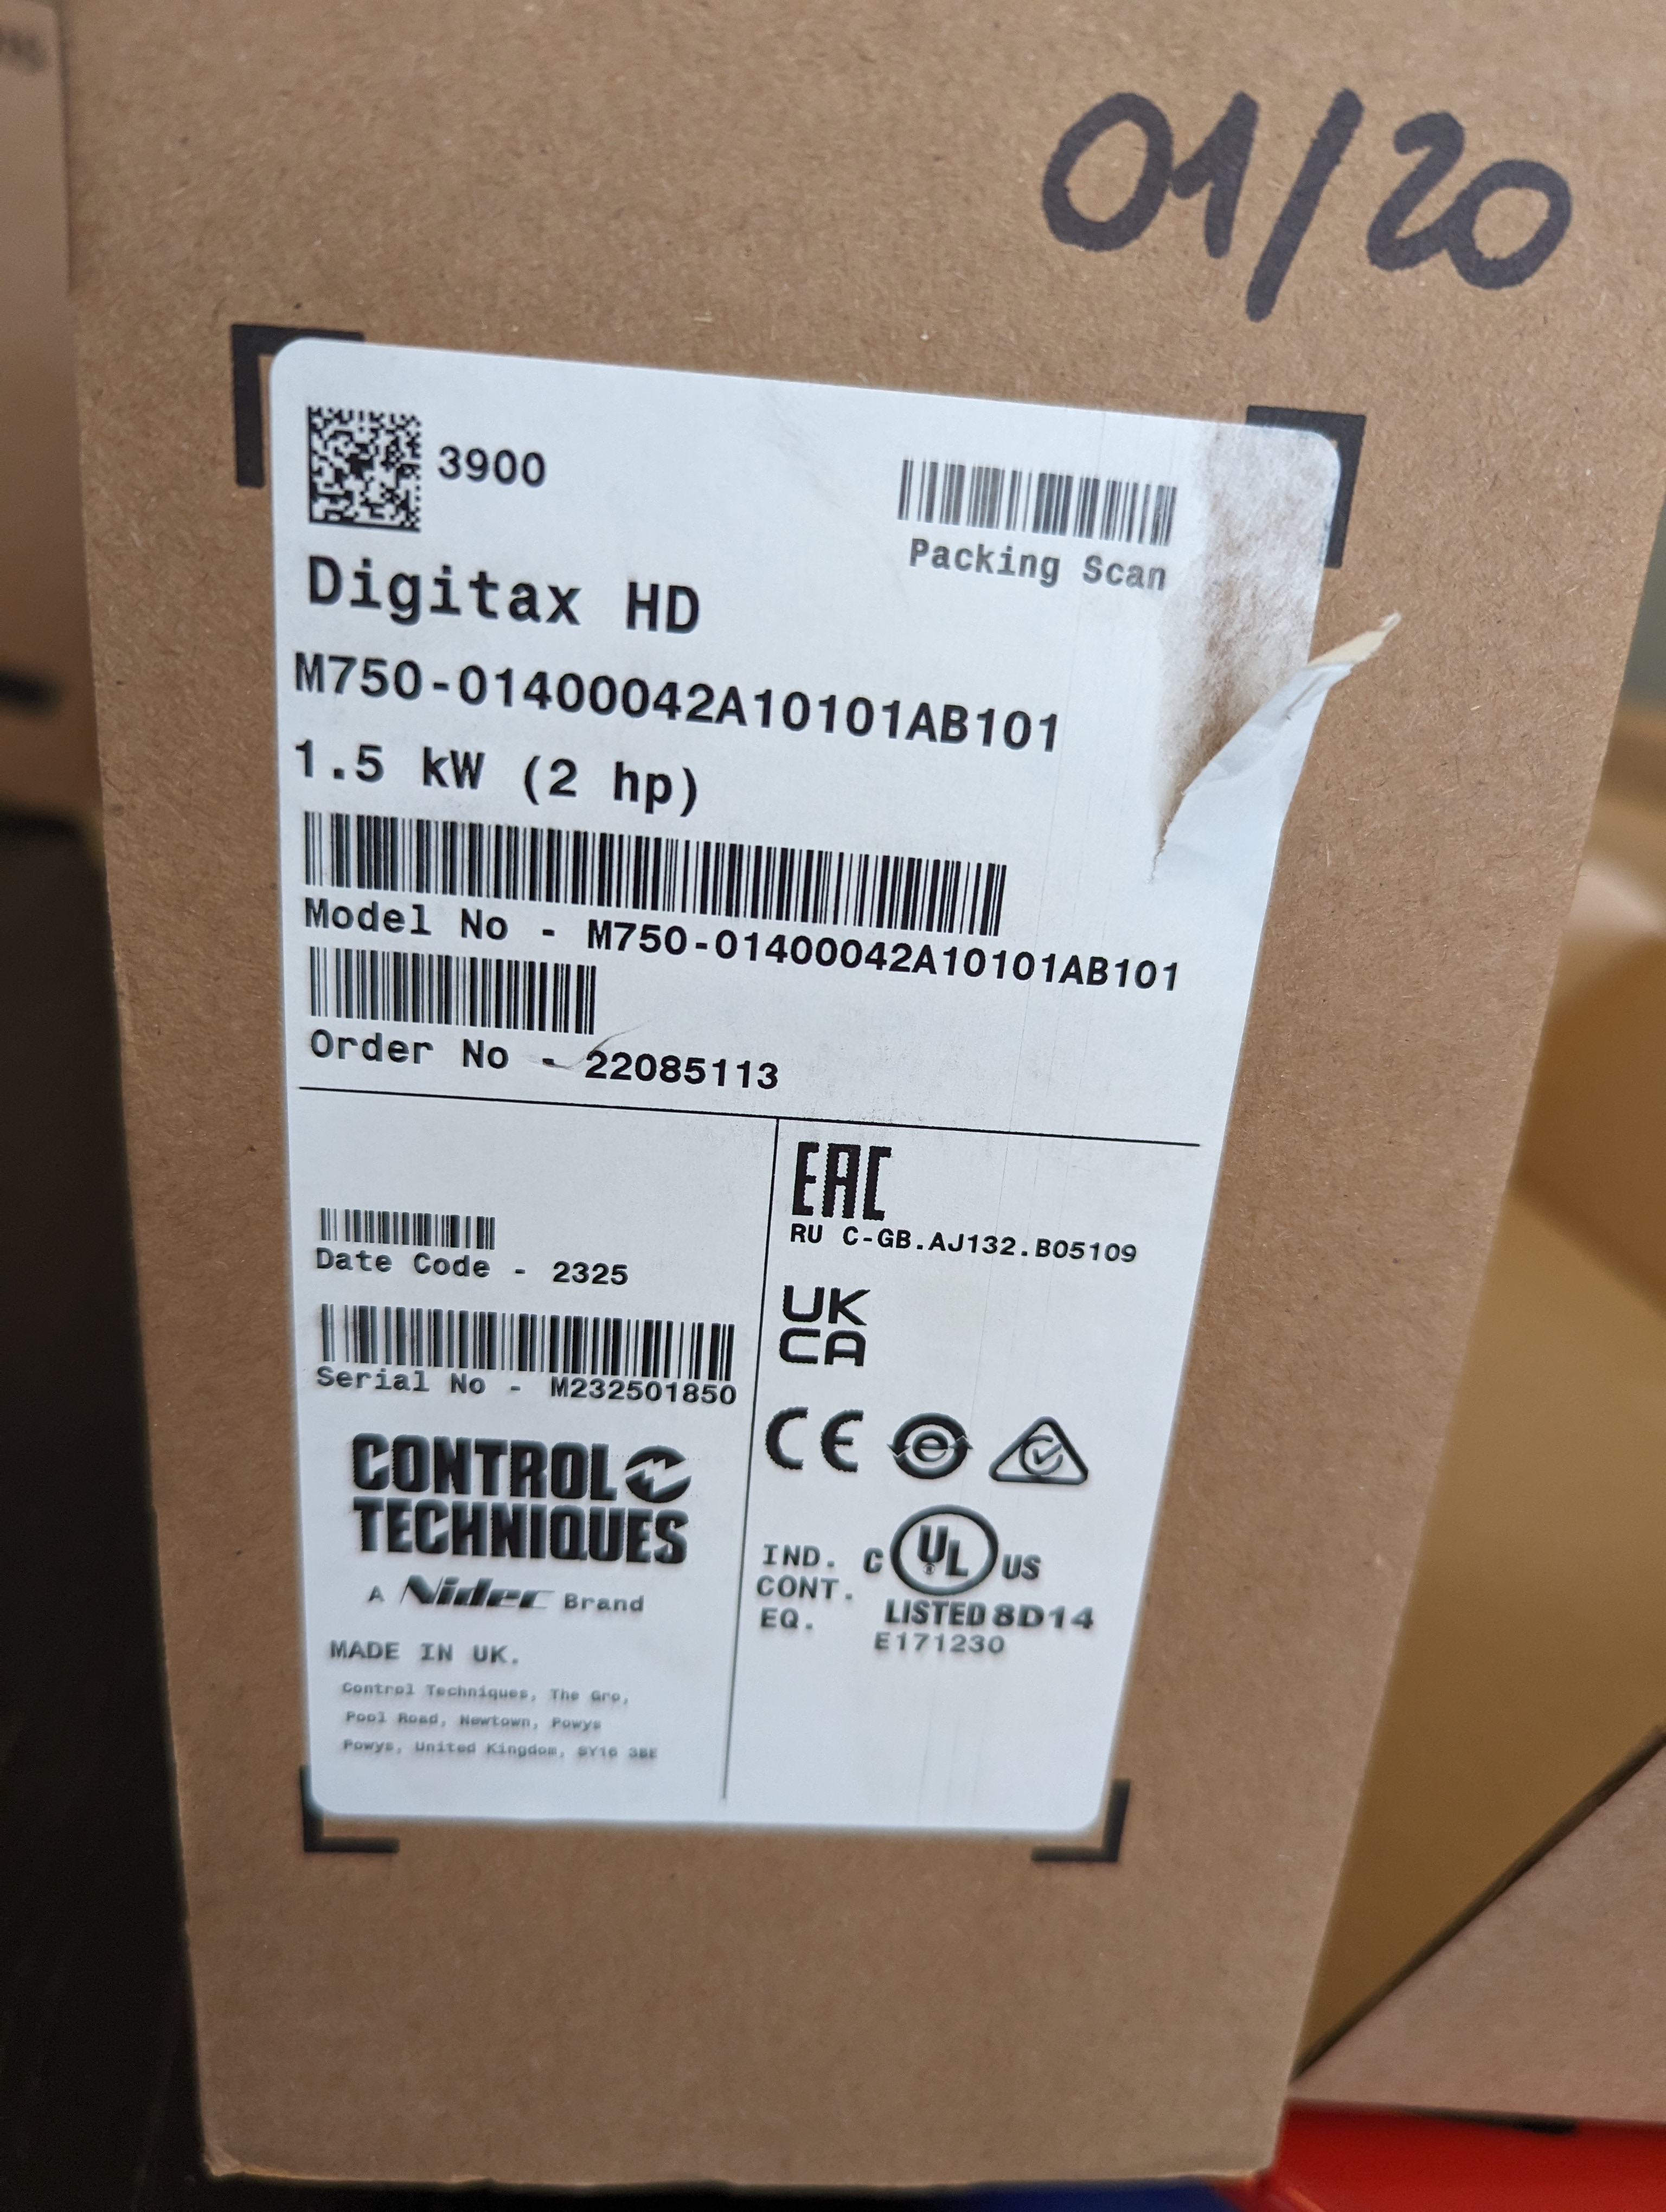 01/20
3900
Packing Scan
Digitax HD
M750-01400042A10101AB101
1.5 kW (2 hp)
Model No - M750-01400042A10101AB101
Order No - 22085113
Date Code - 2325
Serial No - M232501850
CONTROL
TECHNIQUES
A Nidec Brand
MADE IN UK.
Control Techniques, The Gro,
Pool Road, Newtown, Powys
Powys, United Kingdom, SY16 3BE
EAC
RU C-GB.AJ132.B05109
UK
CA
CE e C
IND. C UL US
CONT.
EQ. LISTED 8D14
E171230